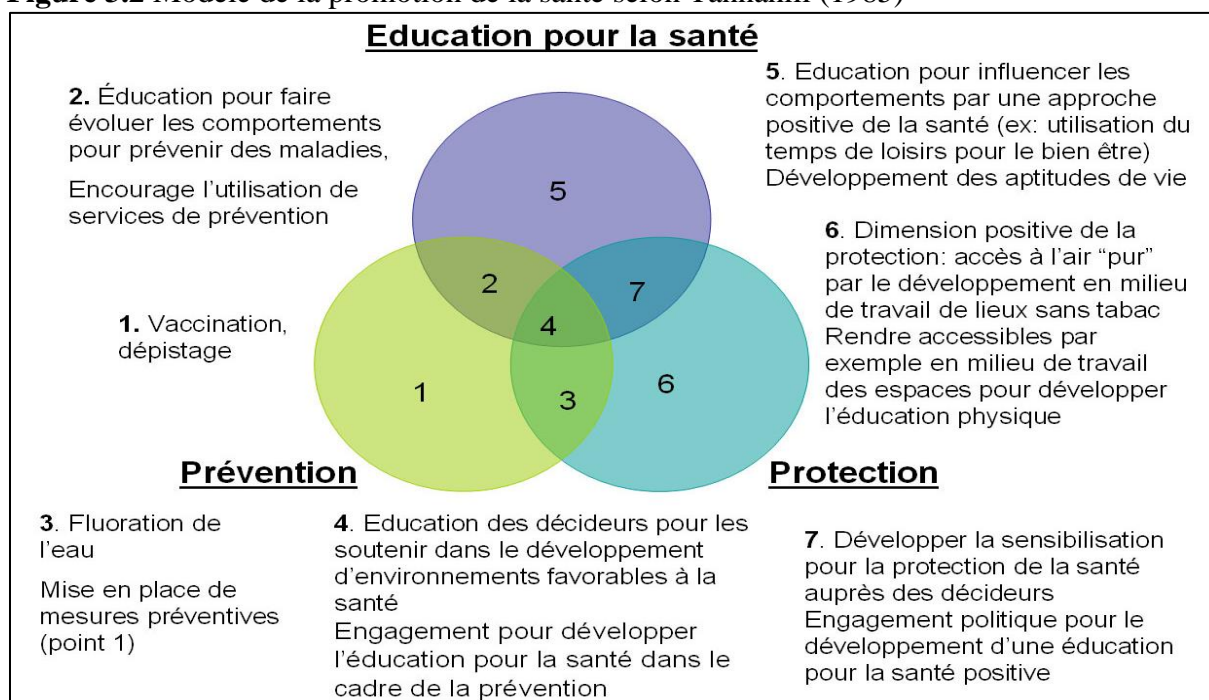 Figure Modèle de la promotion de la santé selon Tannahill (1985)
Education pour la santé
2. Éducation pour faire
évoluer les comportements
pour prévenir des maladies,
Encourage l'utilisation de
services de prévention
5. Education pour influencer les
comportements par une approche
positive de la santé (ex: utilisation du
temps de loisirs pour le bien être)
Développement des aptitudes de vie
5
6. Dimension positive de la
protection: accès à l'air "pur"
par le développement en milieu
de travail de lieux sans tabac
Rendre accessibles par
exemple en milieu de travail
des espaces pour développer
l'éducation physique
2
7
4
1. Vaccination,
dépistage
1
3
6
Prévention
Protection
3. Fluoration de
l'eau
Mise en place de
mesures préventives
(point 1)
4. Education des décideurs pour les
soutenir dans le développement
d'environnements favorables à la
santé
Engagement pour développer
l'éducation pour la santé dans le
cadre de la prévention
7. Développer la sensibilisation
pour la protection de la santé
auprès des décideurs
Engagement politique pour le
développement d'une éducation
pour la santé positive